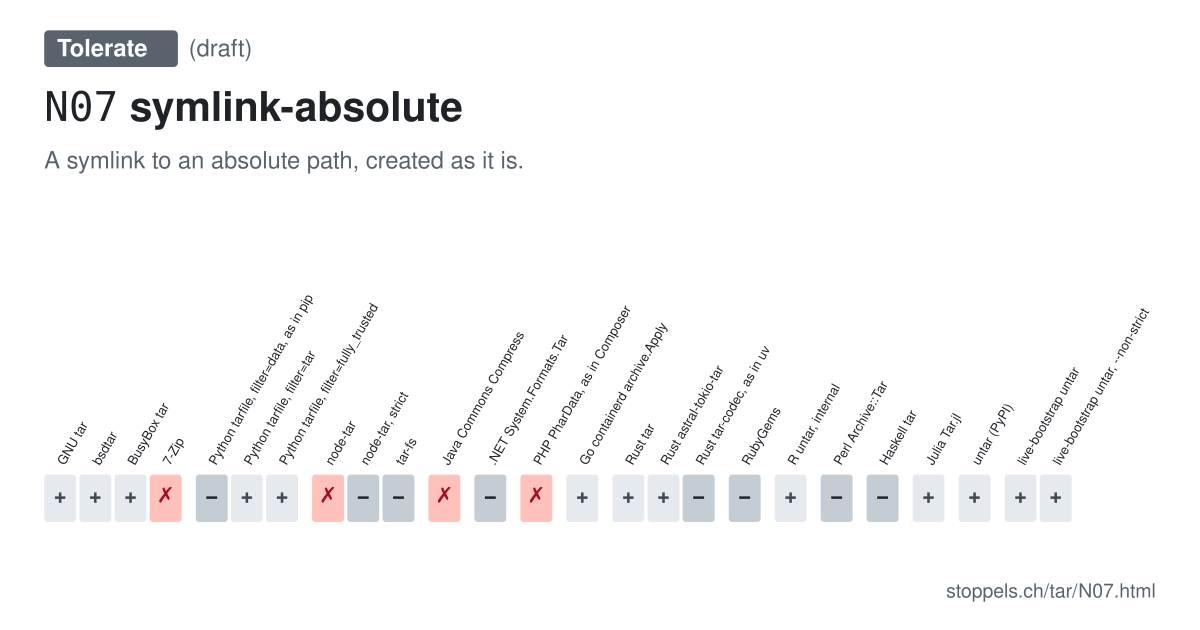 Tolerate (draft)
N07 symlink-absolute
A symlink to an absolute path, created as it is.
GNU tar
bsdtar
BusyBox tar
7-Zip
Python tarfile, filter=data, as in pip
Python tarfile, filter=tar
Python tarfile, filter=fully_trusted
node-tar
node-tar, strict
tar-fs
Java Commons Compress
.NET System.Formats.Tar
PHP PharData, as in Composer
Go containerd archive.Apply
Rust tar
Rust astral-tokio-tar
Rust tar-codec, as in uv
RubyGems
R untar, internal
Perl Archive::Tar
Haskell tar
Julia Tar.jl
untar (PyPI)
live-bootstrap untar
live-bootstrap untar, --non-strict
+ + + ✗ − + + ✗ − − ✗ − ✗ + + + − − + − − + + + +
stoppels.ch/tar/N07.html